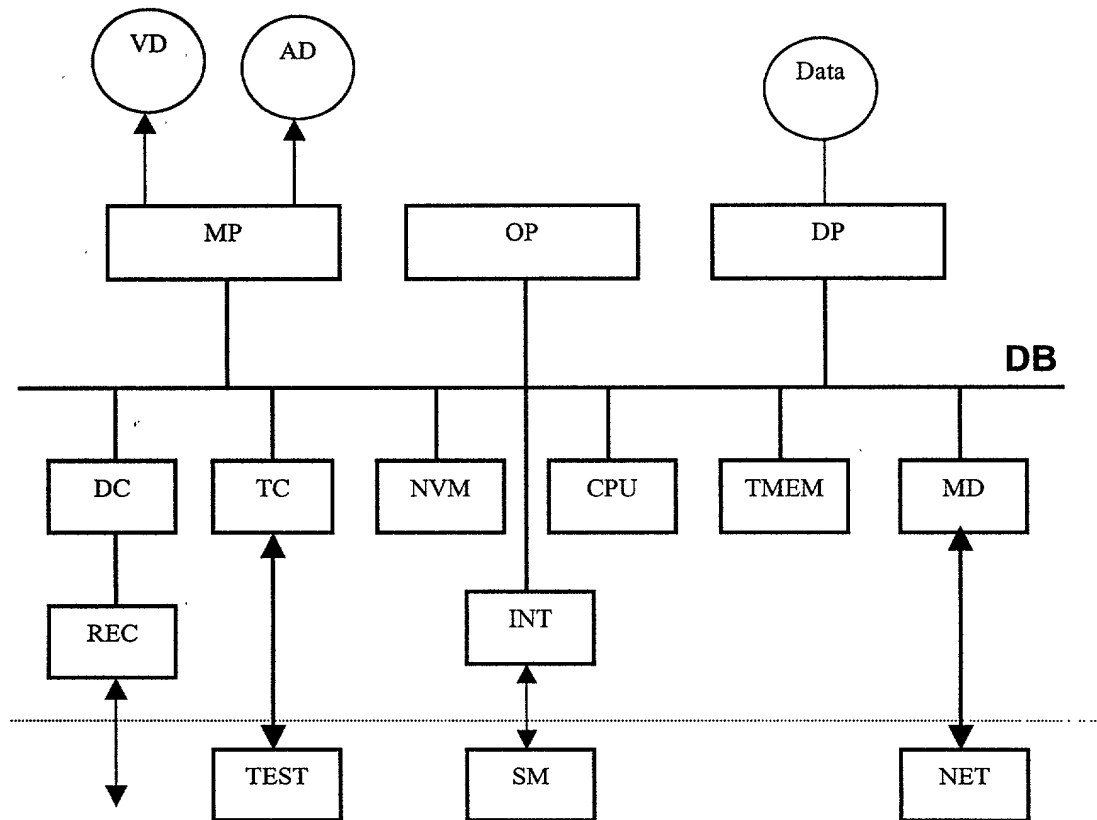 VD
AD
Data
MP
OP
DP
DB
DC
TC
NVM
CPU
TMEM
MD
REC
INT
TEST
SM
NET